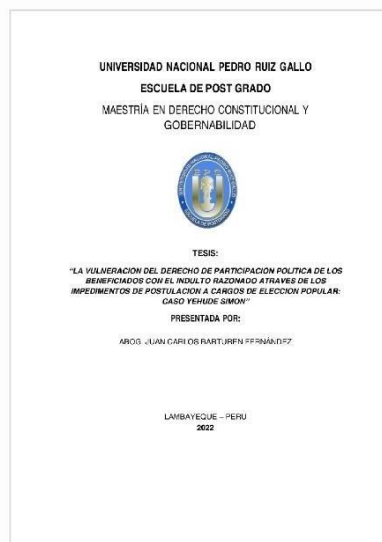 UNIVERSIDAD NACIONAL PEDRO RUIZ GALLO
ESCUELA DE POST GRADO
MAESTRÍA EN DERECHO CONSTITUCIONAL Y
GOBERNABILIDAD
TESIS:
"LA VULNERACION DEL DERECHO DE PARTICIPACION POLITICA DE LOS
BENEFICIADOS CON EL INDULTO RAZONADO ATRAVES DE LOS
IMPEDIMENTOS DE POSTULACION A CARGOS DE ELECCION POPULAR:
CASO YEHUDE SIMON"
PRESENTADA POR:
ABOG. JUAN CARLOS BARTUREN FERNÁNDEZ
LAMBAYEQUE – PERU
2022